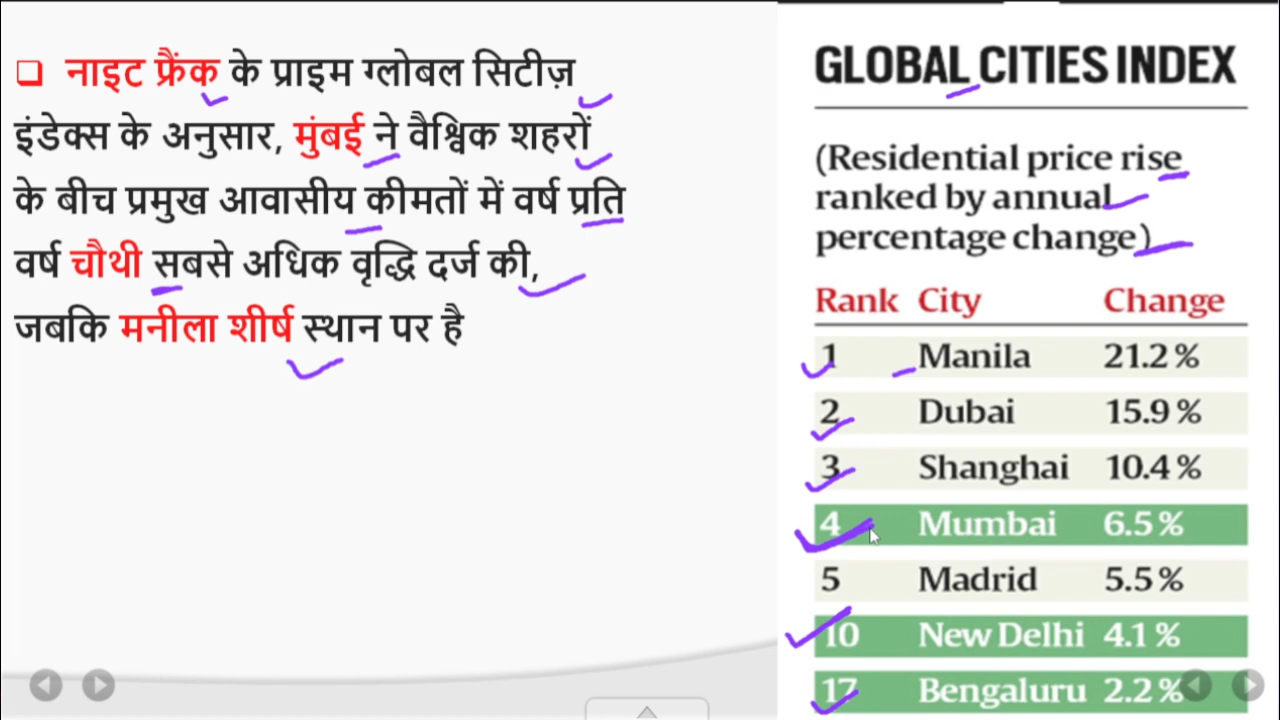 ❑ नाइट फ्रैंक के प्राइम ग्लोबल सिटीज़
इंडेक्स के अनुसार, मुंबई ने वैश्विक शहरों
के बीच प्रमुख आवासीय कीमतों में वर्ष प्रति
वर्ष चौथी सबसे अधिक वृद्धि दर्ज की,
जबकि मनीला शीर्ष स्थान पर है
GLOBAL CITIES INDEX
(Residential price rise
ranked by annual
percentage change)
Rank City Change
1 Manila 21.2%
2 Dubai 15.9%
3 Shanghai 10.4%
4 Mumbai 6.5%
5 Madrid 5.5%
10 New Delhi 4.1%
17 Bengaluru 2.2%